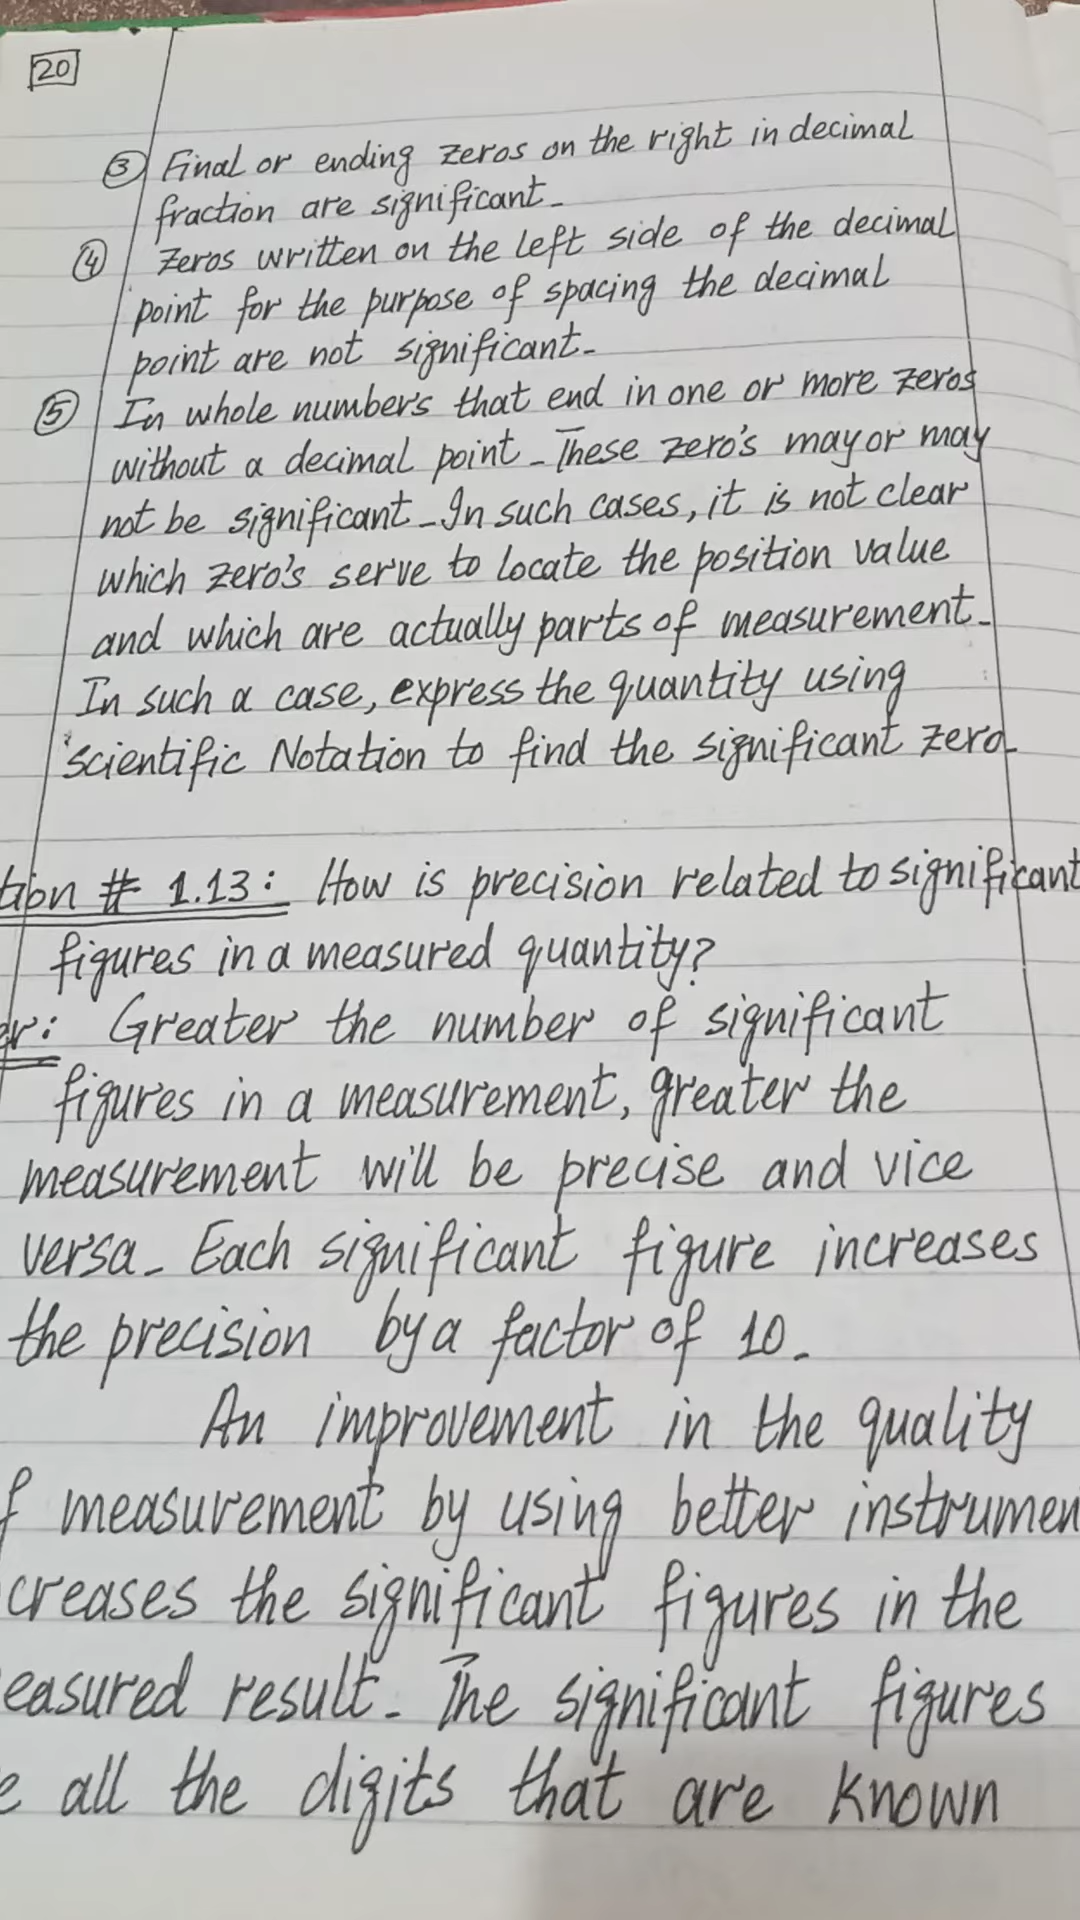 20
③ Final or ending zeros on the right in decimal
fraction are significant.
④ Zeros written on the left side of the decimal
point for the purpose of spacing the decimal
point are not significant.
⑤ In whole numbers that end in one or more zeros
without a decimal point. These zero's may or may
not be significant. In such cases, it is not clear
which zero's serve to locate the position value
and which are actually parts of measurement.
In such a case, express the quantity using
Scientific Notation to find the significant zero.
tion # 1.13: How is precision related to significant
figures in a measured quantity?
er: Greater the number of significant
figures in a measurement, greater the
measurement will be precise and vice
versa. Each significant figure increases
the precision by a factor of 10.
An improvement in the quality
f measurement by using better instrumen
creases the significant figures in the
easured result. The significant figures
e all the digits that are known